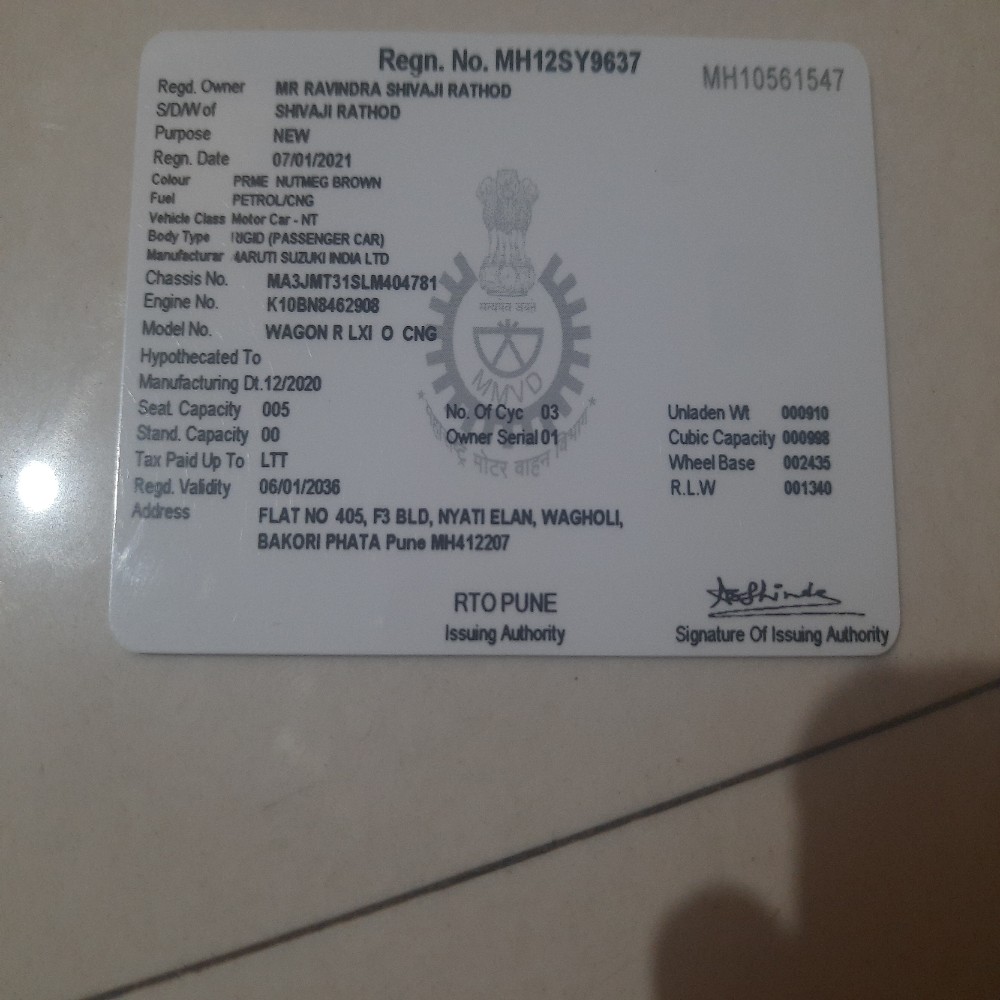 Regn. No. MH12SY9637
MH10561547
Regd. Owner MR RAVINDRA SHIVAJI RATHOD
S/D/W of SHIVAJI RATHOD
Purpose NEW
Regn. Date 07/01/2021
Colour PRME NUTMEG BROWN
Fuel PETROL/CNG
Vehicle Class Motor Car - NT
Body Type RIGID (PASSENGER CAR)
Manufacturar MARUTI SUZUKI INDIA LTD
Chassis No. MA3JMT31SLM404781
Engine No. K10BN8462908
Model No. WAGON R LXI O CNG
Hypothecated To
Manufacturing Dt.12/2020
Seat. Capacity 005 No. Of Cyc 03 Unladen Wt 000910
Stand. Capacity 00 Owner Serial 01 Cubic Capacity 000998
Tax Paid Up To LTT Wheel Base 002435
Regd. Validity 06/01/2036 R.L.W 001340
Address FLAT NO 405, F3 BLD, NYATI ELAN, WAGHOLI,
BAKORI PHATA Pune MH412207
MMVD
मोटर वाहन विभाग
RTO PUNE
Issuing Authority
Signature Of Issuing Authority